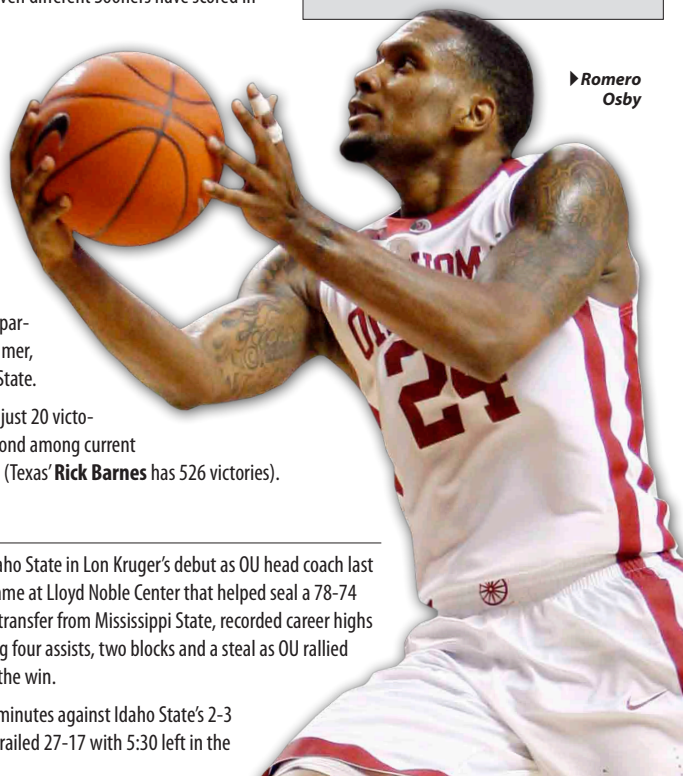 ven different Sooners have scored in
Romero
Osby
par-
mer,
State.
just 20 victo-
ond among current
(Texas’ Rick Barnes has 526 victories).
aho State in Lon Kruger’s debut as OU head coach last
ame at Lloyd Noble Center that helped seal a 78-74
transfer from Mississippi State, recorded career highs
g four assists, two blocks and a steal as OU rallied
the win.
minutes against Idaho State’s 2-3
railed 27-17 with 5:30 left in the
24